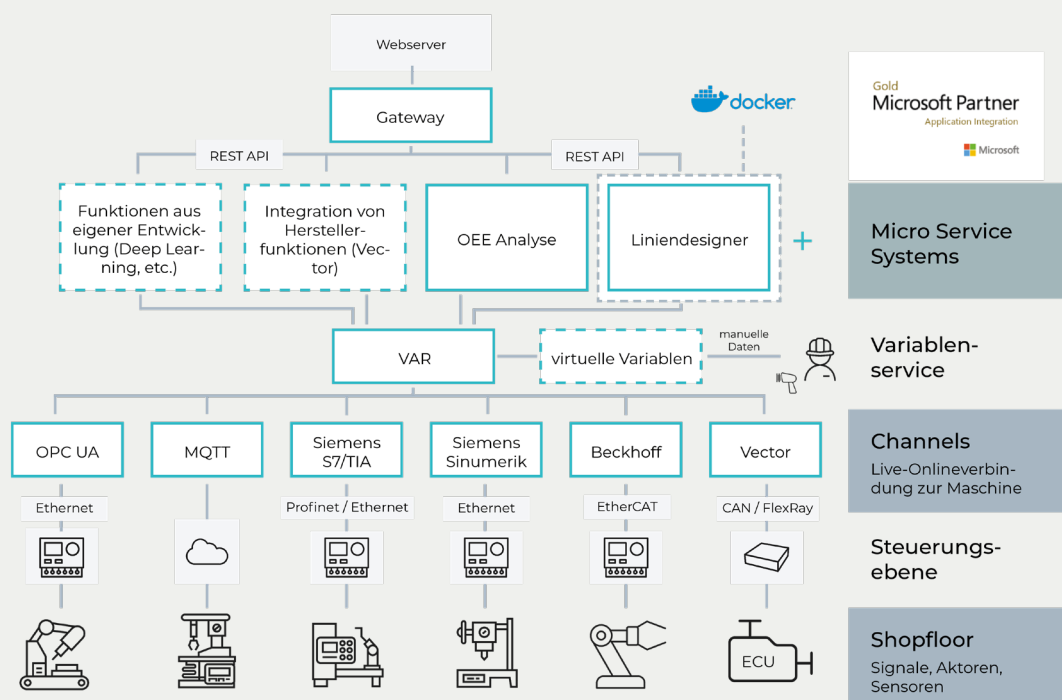 Webserver
Gateway
docker
Gold
Microsoft Partner
Application Integration
Microsoft
REST API
REST API
Funktionen aus
eigener Entwick-
lung (Deep Lear-
ning, etc.)
Integration von
Hersteller-
funktionen (Vec-
tor)
OEE Analyse
Liniendesigner
+
Micro Service
Systems
VAR
virtuelle Variablen
manuelle
Daten
Variablen-
service
OPC UA
MQTT
Siemens
S7/TIA
Siemens
Sinumerik
Beckhoff
Vector
Channels
Live-Onlineverbin-
dung zur Maschine
Ethernet
Profinet / Ethernet
Ethernet
EtherCAT
CAN / FlexRay
Steuerungs-
ebene
ECU
Shopfloor
Signale, Aktoren,
Sensoren